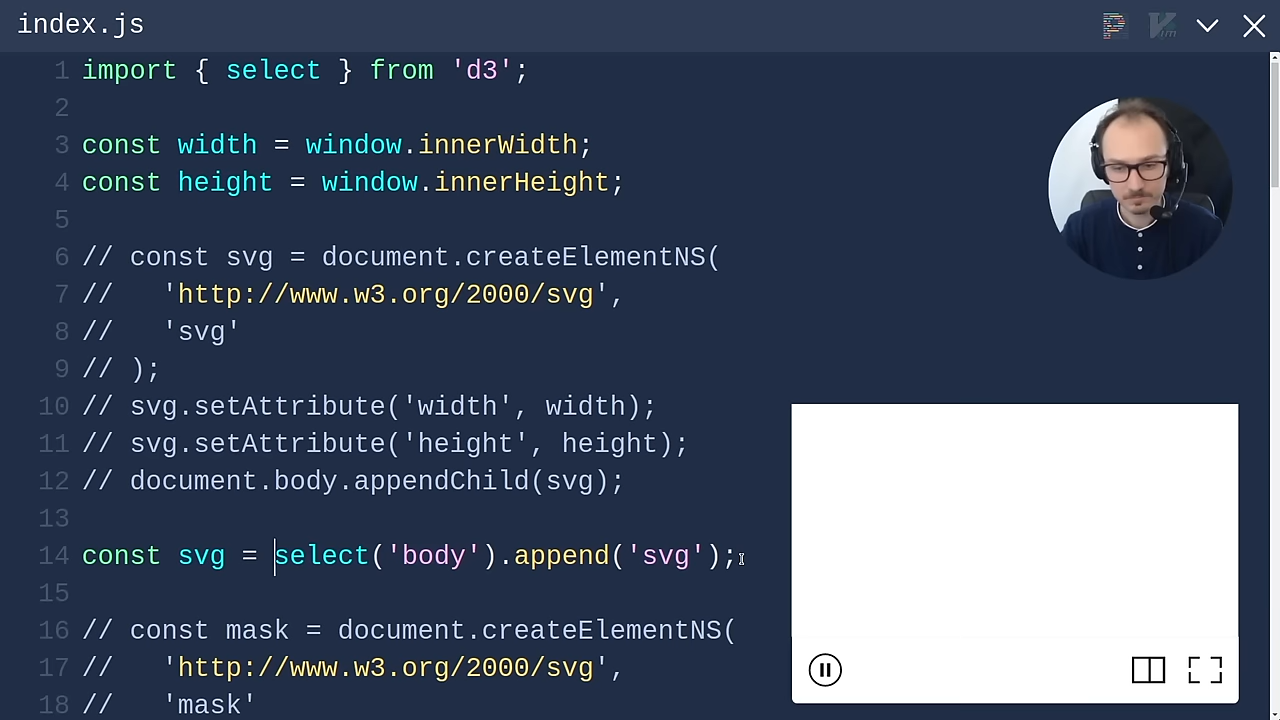 index.js
1 import { select } from 'd3';
2
3 const width = window.innerWidth;
4 const height = window.innerHeight;
5
6 // const svg = document.createElementNS(
7 //   'http://www.w3.org/2000/svg',
8 //   'svg'
9 // );
10 // svg.setAttribute('width', width);
11 // svg.setAttribute('height', height);
12 // document.body.appendChild(svg);
13
14 const svg = select('body').append('svg');
15
16 // const mask = document.createElementNS(
17 //   'http://www.w3.org/2000/svg',
18 //   'mask'